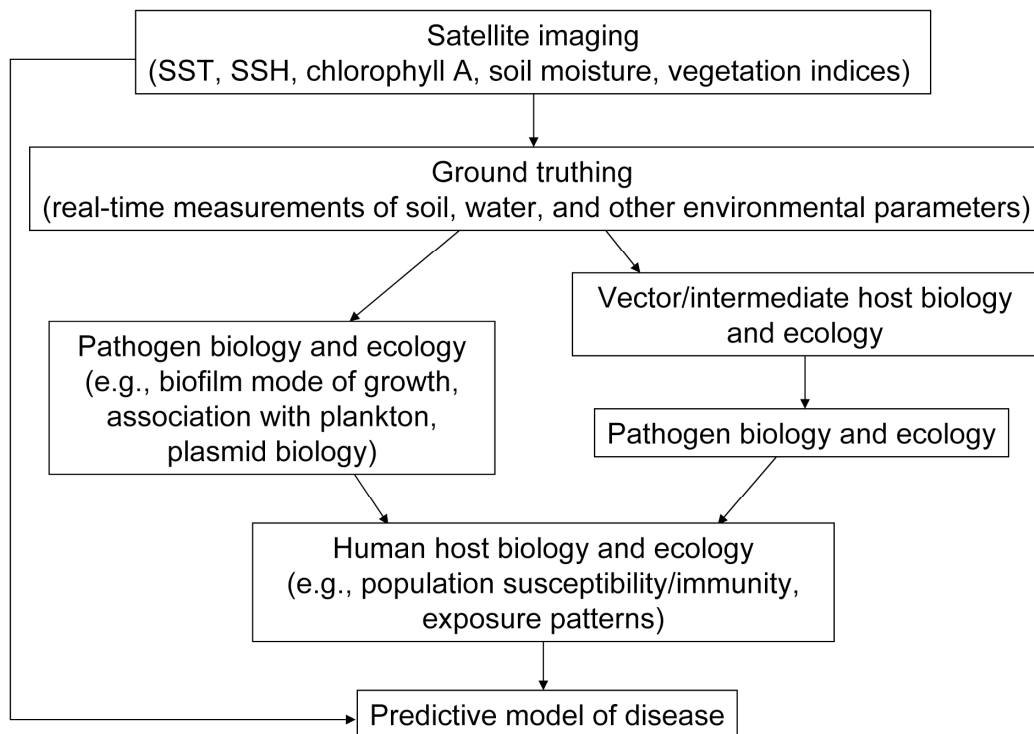 Satellite imaging
(SST, SSH, chlorophyll A, soil moisture, vegetation indices)
Ground truthing
(real-time measurements of soil, water, and other environmental parameters)
Vector/intermediate host biology
and ecology
Pathogen biology and ecology
(e.g., biofilm mode of growth,
association with plankton,
plasmid biology)
Pathogen biology and ecology
Human host biology and ecology
(e.g., population susceptibility/immunity,
exposure patterns)
Predictive model of disease